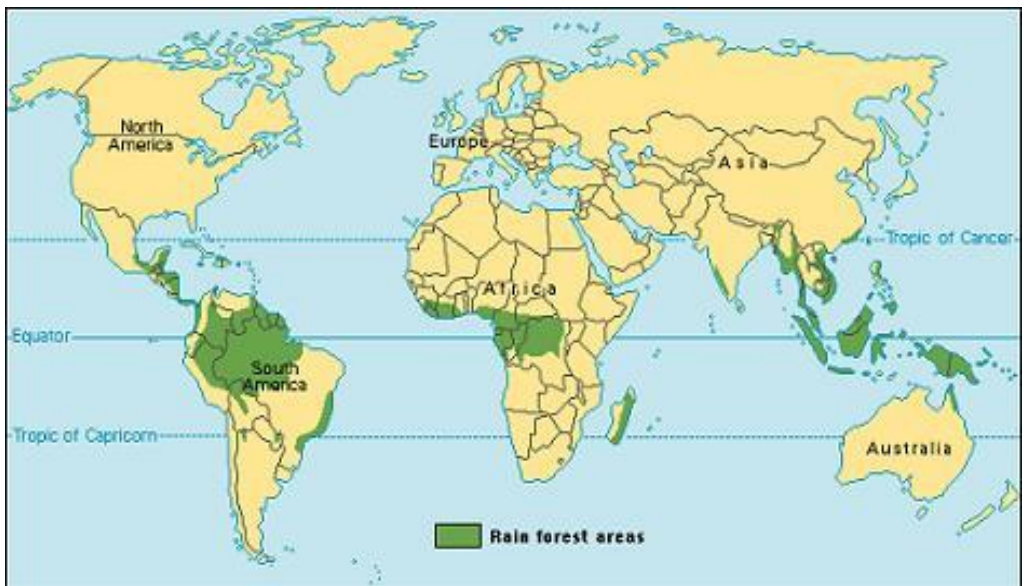 North
America
Europe
Asia
Tropic of Cancer
Africa
Equator
South
America
Tropic of Capricorn
Australia
Rain forest areas